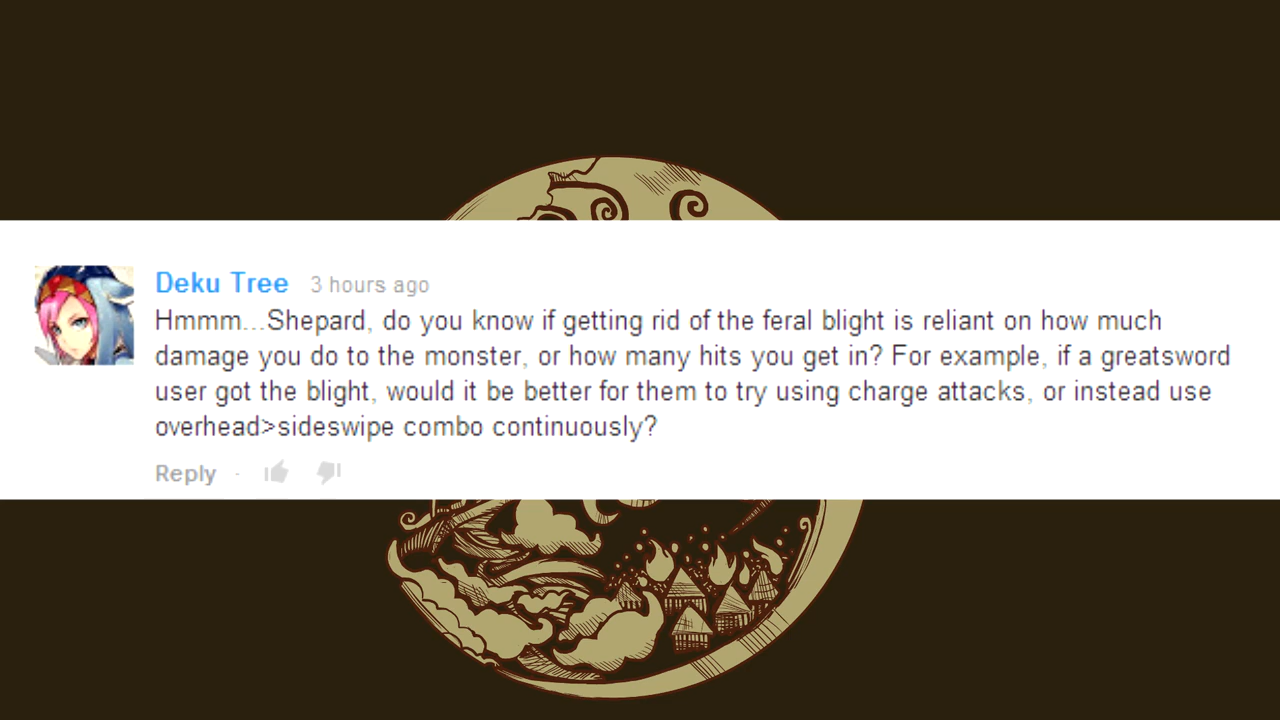 Deku Tree 3 hours ago
Hmmm...Shepard, do you know if getting rid of the feral blight is reliant on how much
damage you do to the monster, or how many hits you get in? For example, if a greatsword
user got the blight, would it be better for them to try using charge attacks, or instead use
overhead>sideswipe combo continuously?
Reply ·